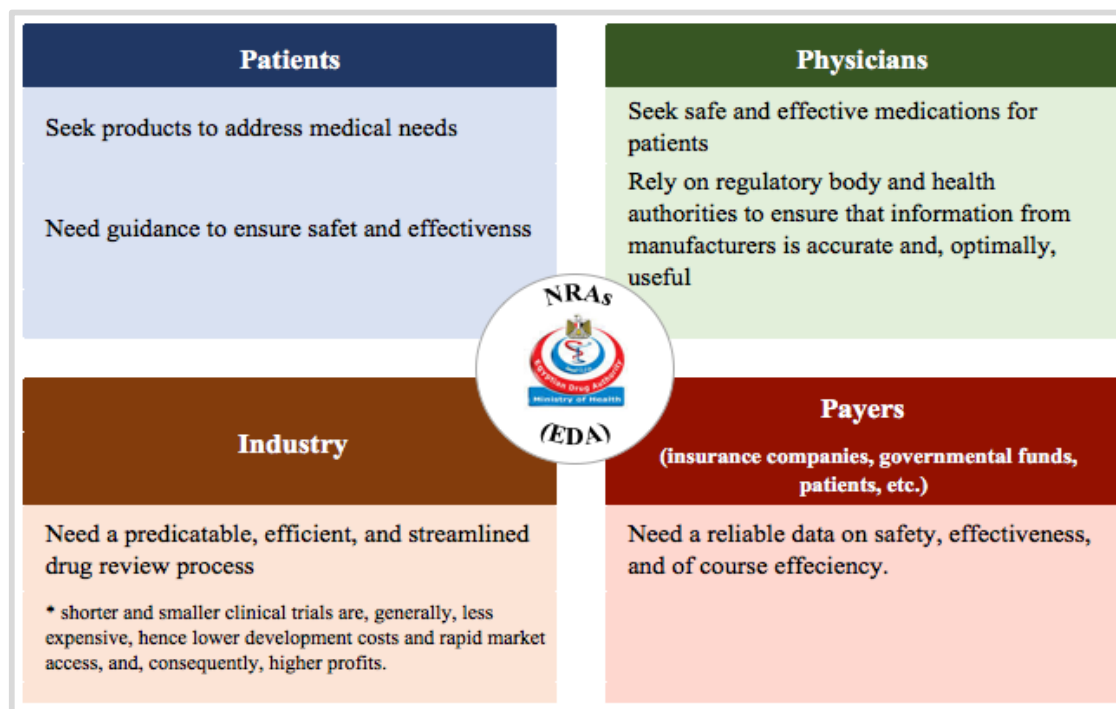 Patients
Seek products to address medical needs
Need guidance to ensure safet and effectivenss
Physicians
Seek safe and effective medications for
patients
Rely on regulatory body and health
authorities to ensure that information from
manufacturers is accurate and, optimally,
useful
NRAs
Egyptian Drug Authority
Ministry of Health
(EDA)
Industry
Need a predicatable, efficient, and streamlined
drug review process
* shorter and smaller clinical trials are, generally, less
expensive, hence lower development costs and rapid market
access, and, consequently, higher profits.
Payers
(insurance companies, governmental funds,
patients, etc.)
Need a reliable data on safety, effectiveness,
and of course effeciency.